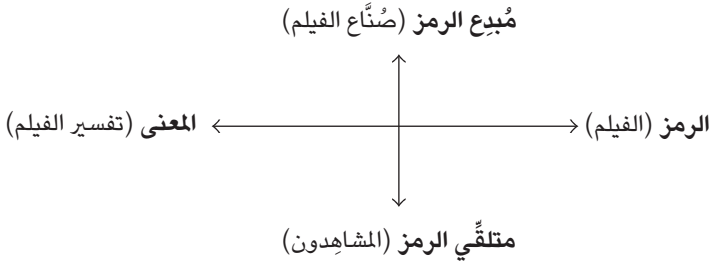 مُبدِع الرمز (صُنَّاع الفيلم)
الرمز (الفيلم)
المعنى (تفسير الفيلم)
متلقِّي الرمز (المشاهِدون)